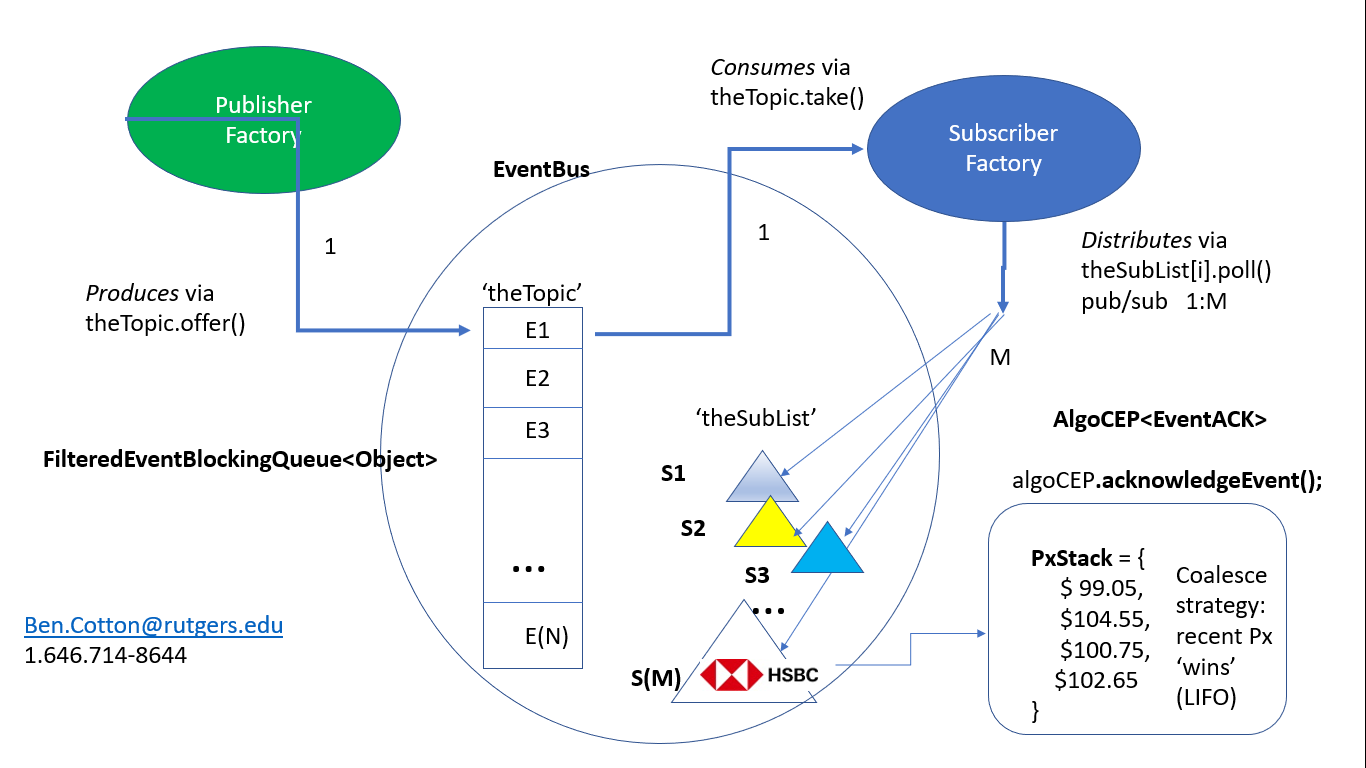 Publisher
Factory
Consumes via
theTopic.take()
Subscriber
Factory
EventBus
1
1
Distributes via
theSubList[i].poll()
pub/sub 1:M
Produces via
theTopic.offer()
‘theTopic’
E1
E2
E3
...
E(N)
M
‘theSubList’
AlgoCEP<EventACK>
FilteredEventBlockingQueue<Object>
S1
algoCEP.acknowledgeEvent();
S2
S3
...
S(M)
HSBC
PxStack = {
$ 99.05,
$104.55,
$100.75,
$102.65
}
Coalesce
strategy:
recent Px
‘wins’
(LIFO)
Ben.Cotton@rutgers.edu
1.646.714-8644